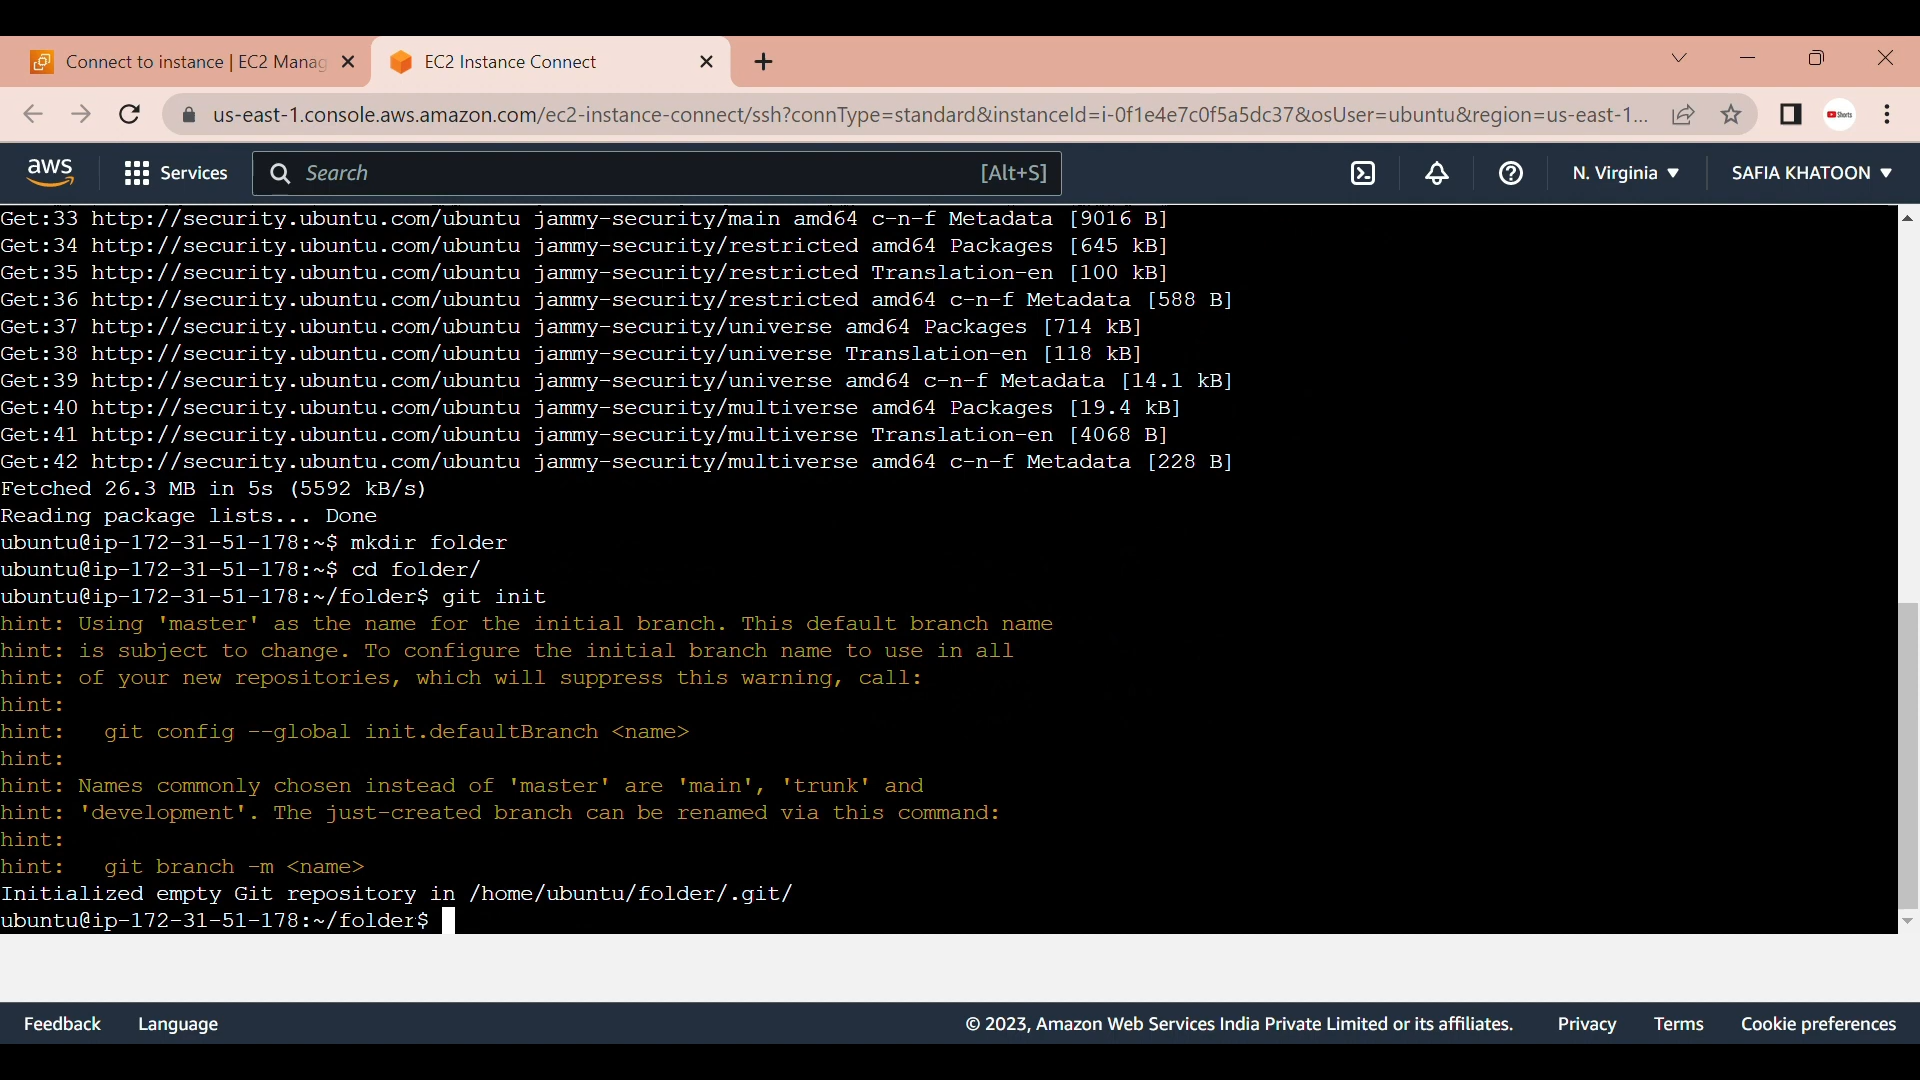 Connect to instance | EC2 Manag
EC2 Instance Connect
us-east-1.console.aws.amazon.com/ec2-instance-connect/ssh?connType=standard&instanceId=i-0f1e4e7c0f5a5dc37&osUser=ubuntu&region=us-east-1...
Shorts
aws
Services
Search
[Alt+S]
N. Virginia
SAFIA KHATOON
Get:33 http://security.ubuntu.com/ubuntu jammy-security/main amd64 c-n-f Metadata [9016 B]
Get:34 http://security.ubuntu.com/ubuntu jammy-security/restricted amd64 Packages [645 kB]
Get:35 http://security.ubuntu.com/ubuntu jammy-security/restricted Translation-en [100 kB]
Get:36 http://security.ubuntu.com/ubuntu jammy-security/restricted amd64 c-n-f Metadata [588 B]
Get:37 http://security.ubuntu.com/ubuntu jammy-security/universe amd64 Packages [714 kB]
Get:38 http://security.ubuntu.com/ubuntu jammy-security/universe Translation-en [118 kB]
Get:39 http://security.ubuntu.com/ubuntu jammy-security/universe amd64 c-n-f Metadata [14.1 kB]
Get:40 http://security.ubuntu.com/ubuntu jammy-security/multiverse amd64 Packages [19.4 kB]
Get:41 http://security.ubuntu.com/ubuntu jammy-security/multiverse Translation-en [4068 B]
Get:42 http://security.ubuntu.com/ubuntu jammy-security/multiverse amd64 c-n-f Metadata [228 B]
Fetched 26.3 MB in 5s (5592 kB/s)
Reading package lists... Done
ubuntu@ip-172-31-51-178:~$ mkdir folder
ubuntu@ip-172-31-51-178:~$ cd folder/
ubuntu@ip-172-31-51-178:~/folder$ git init
hint: Using 'master' as the name for the initial branch. This default branch name
hint: is subject to change. To configure the initial branch name to use in all
hint: of your new repositories, which will suppress this warning, call:
hint:
hint:   git config --global init.defaultBranch <name>
hint:
hint: Names commonly chosen instead of 'master' are 'main', 'trunk' and
hint: 'development'. The just-created branch can be renamed via this command:
hint:
hint:   git branch -m <name>
Initialized empty Git repository in /home/ubuntu/folder/.git/
ubuntu@ip-172-31-51-178:~/folder$
Feedback
Language
© 2023, Amazon Web Services India Private Limited or its affiliates.
Privacy
Terms
Cookie preferences